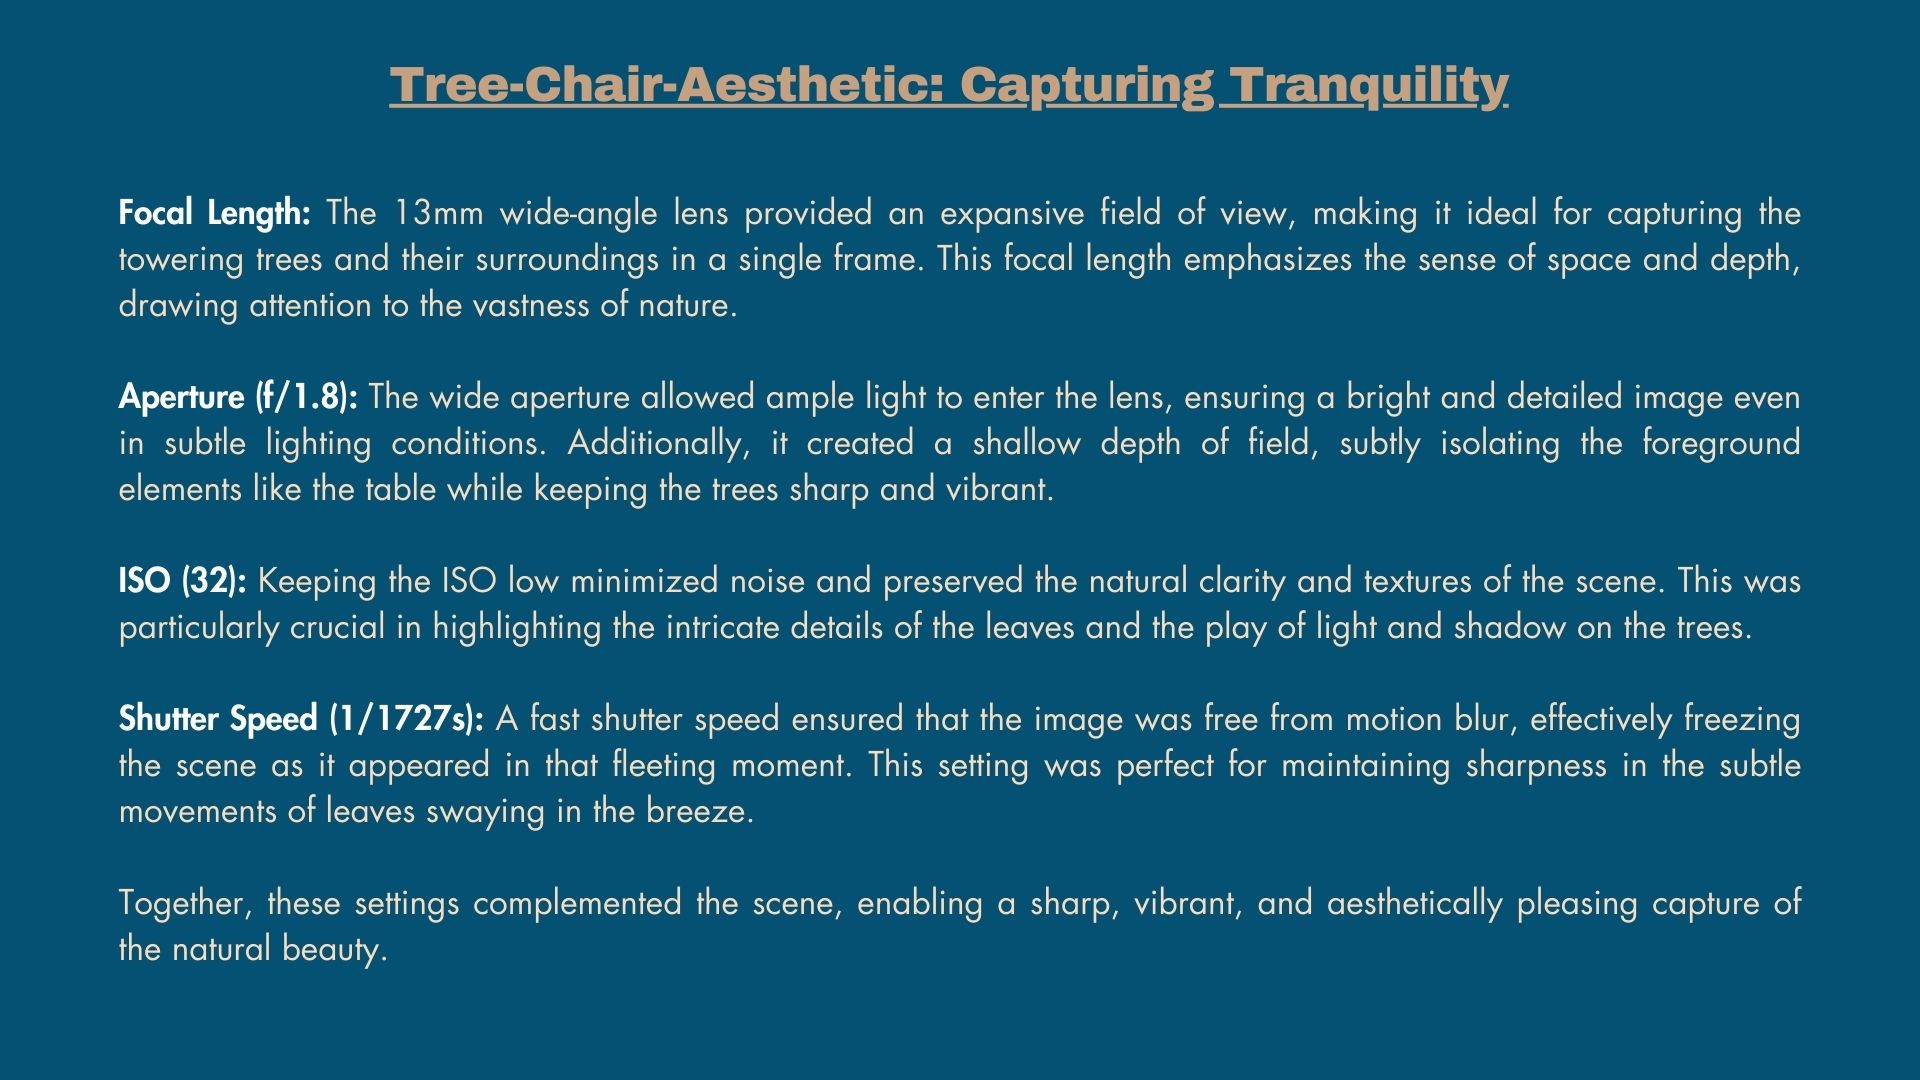 Tree-Chair-Aesthetic: Capturing Tranquility
Focal Length: The 13mm wide-angle lens provided an expansive field of view, making it ideal for capturing the
towering trees and their surroundings in a single frame. This focal length emphasizes the sense of space and depth,
drawing attention to the vastness of nature.
Aperture (f/1.8): The wide aperture allowed ample light to enter the lens, ensuring a bright and detailed image even
in subtle lighting conditions. Additionally, it created a shallow depth of field, subtly isolating the foreground
elements like the table while keeping the trees sharp and vibrant.
ISO (32): Keeping the ISO low minimized noise and preserved the natural clarity and textures of the scene. This was
particularly crucial in highlighting the intricate details of the leaves and the play of light and shadow on the trees.
Shutter Speed (1/1727s): A fast shutter speed ensured that the image was free from motion blur, effectively freezing
the scene as it appeared in that fleeting moment. This setting was perfect for maintaining sharpness in the subtle
movements of leaves swaying in the breeze.
Together, these settings complemented the scene, enabling a sharp, vibrant, and aesthetically pleasing capture of
the natural beauty.